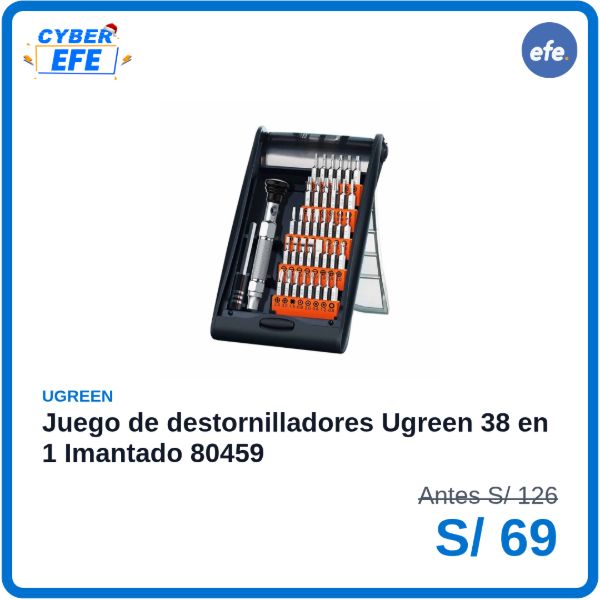 CYBER
EFE
efe.
UGREEN
Juego de destornilladores Ugreen 38 en
1 Imantado 80459
Antes S/ 126
S/ 69